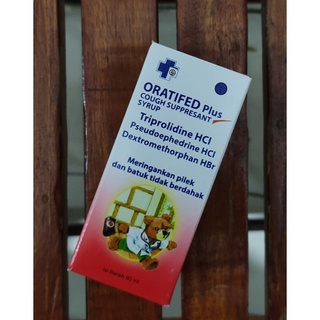 ORATIFED Plus
COUGH SUPPRESANT
SYRUP
Triprolidine HCl
Pseudoephedrine HCl
Dextromethorphan HBr
Meringankan pilek
dan batuk tidak berdahak